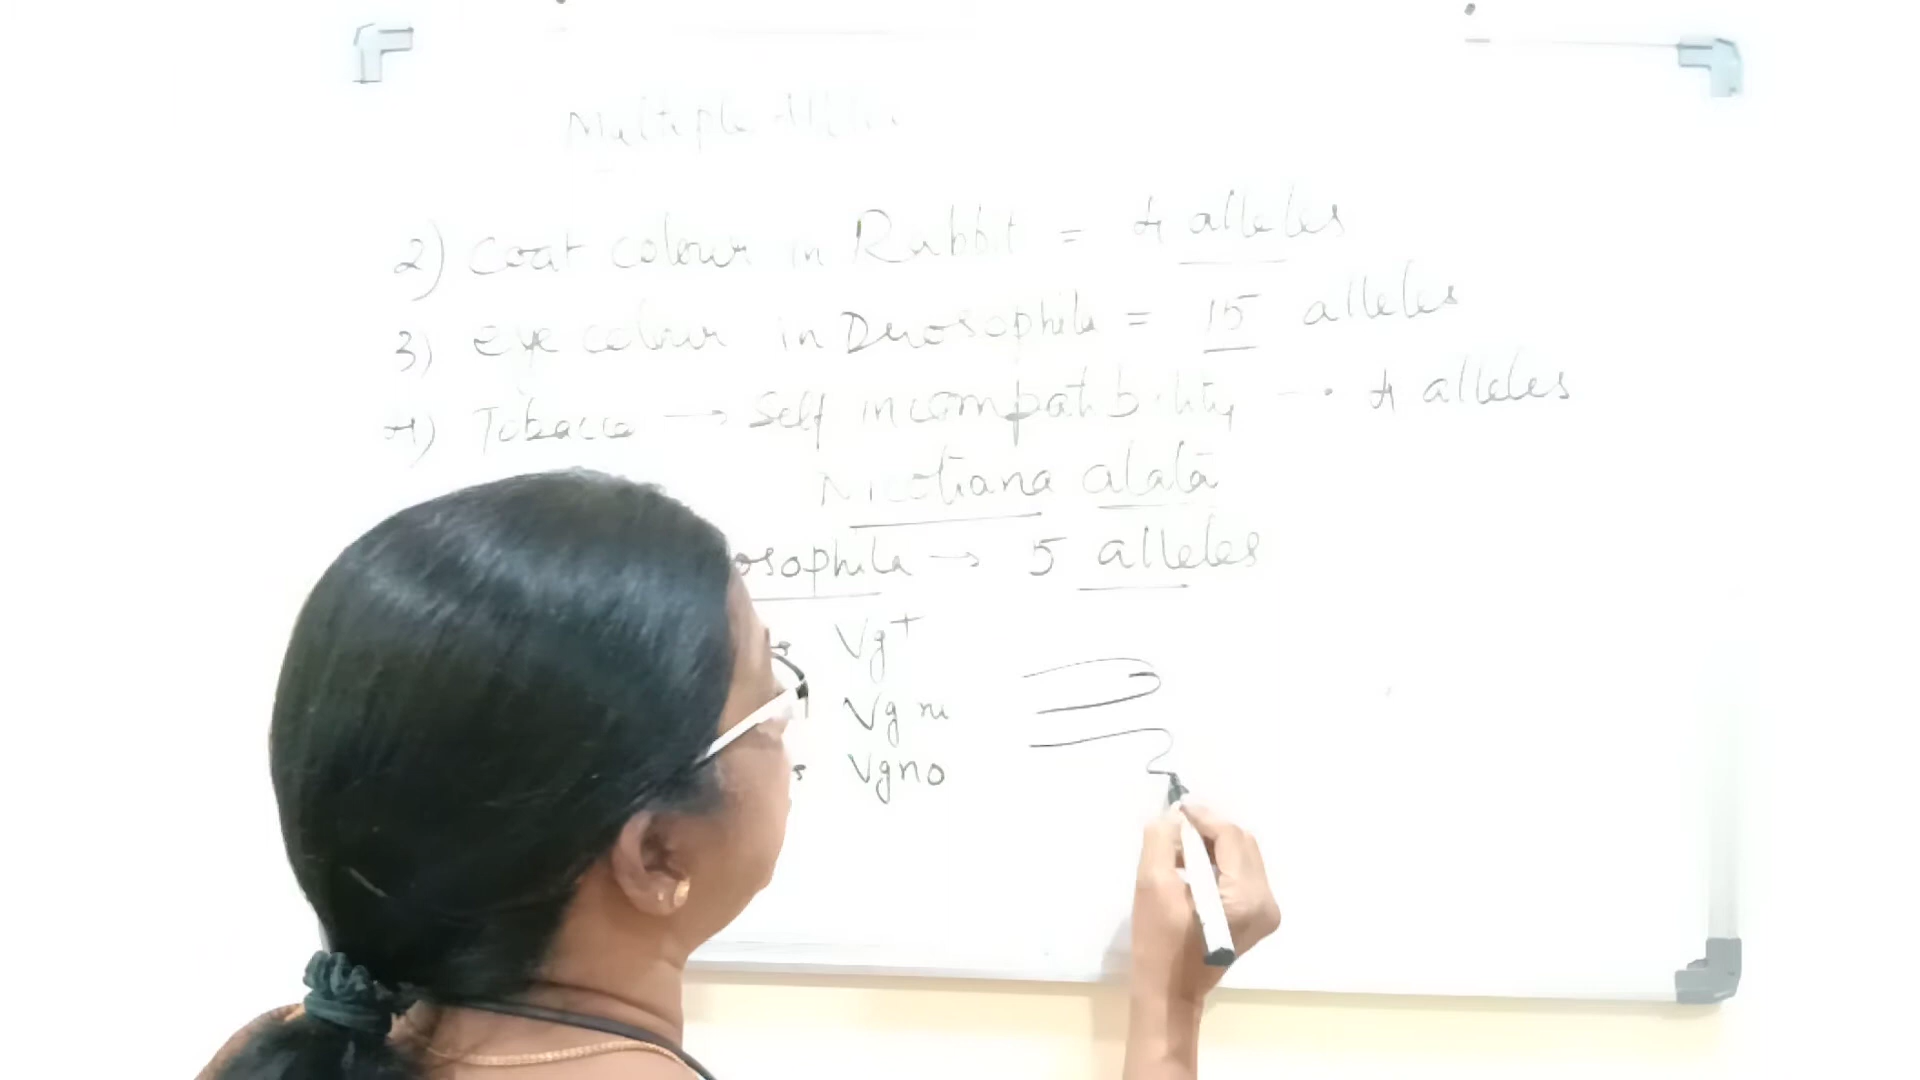 Multiple Alleles
2) Coat colour in Rabbit = 4 alleles
3) eye colour in Drosophila = 15 alleles
4) Tobacco → Self incompatibility -. 4 alleles
Nicotiana alata
osophila → 5 alleles
Vg+
Vg ni
Vgno